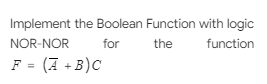 Implement the Boolean Function with logic
NOR-NOR for the function
F = (A̅ + B)C